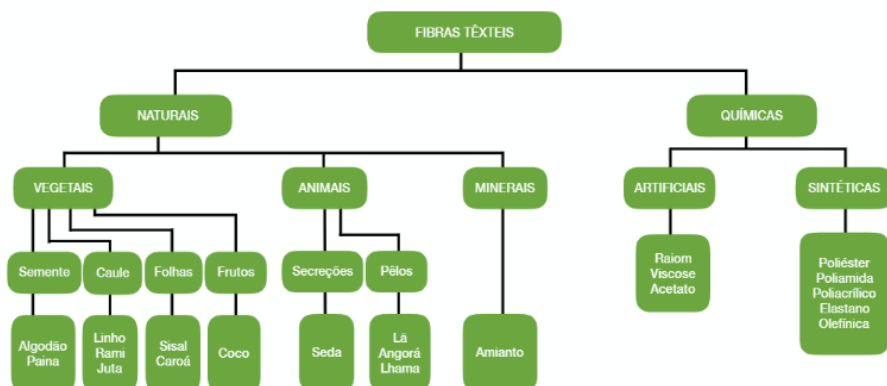 FIBRAS TÊXTEIS
NATURAIS
QUÍMICAS
VEGETAIS
ANIMAIS
MINERAIS
ARTIFICIAIS
SINTÉTICAS
Semente
Caule
Folhas
Frutos
Secreções
Pêlos
Raiom
Viscose
Acetato
Poliéster
Poliamida
Poliacrílico
Elastano
Olefínica
Algodão
Paina
Linho
Rami
Juta
Sisal
Caroá
Coco
Seda
Lã
Angorá
Lhama
Amianto